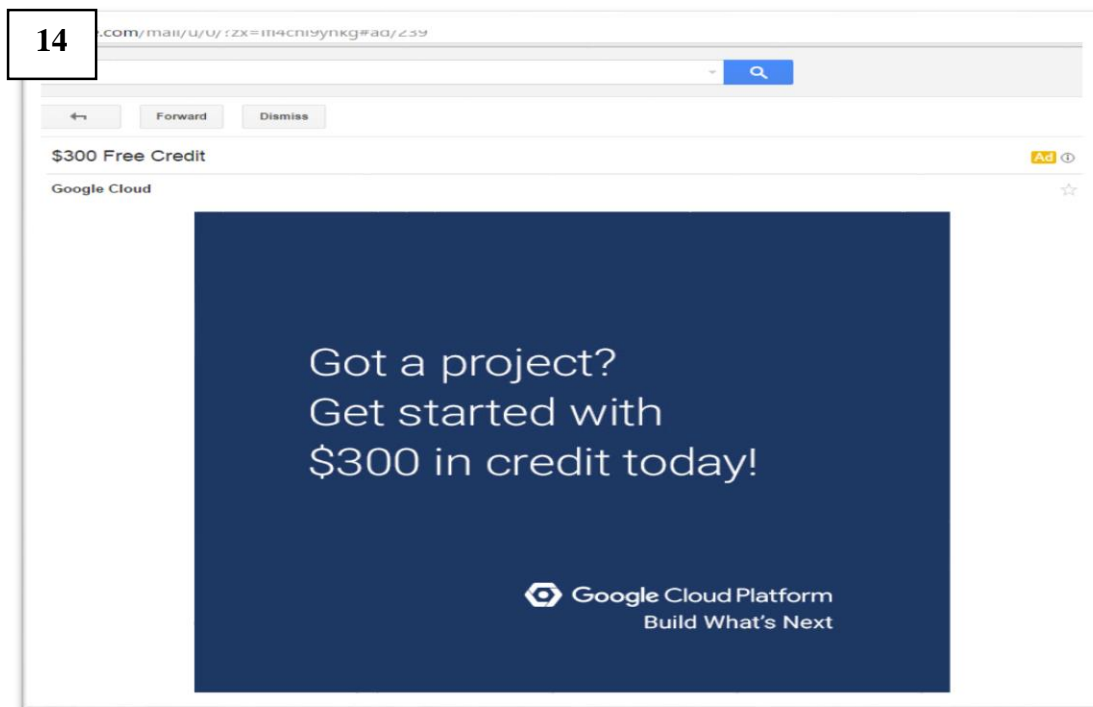 14
.com/mail/u/0/?zx=
Forward
Dismiss
$300 Free Credit
Ad
Google Cloud
Got a project?
Get started with
$300 in credit today!
Google Cloud Platform
Build What's Next